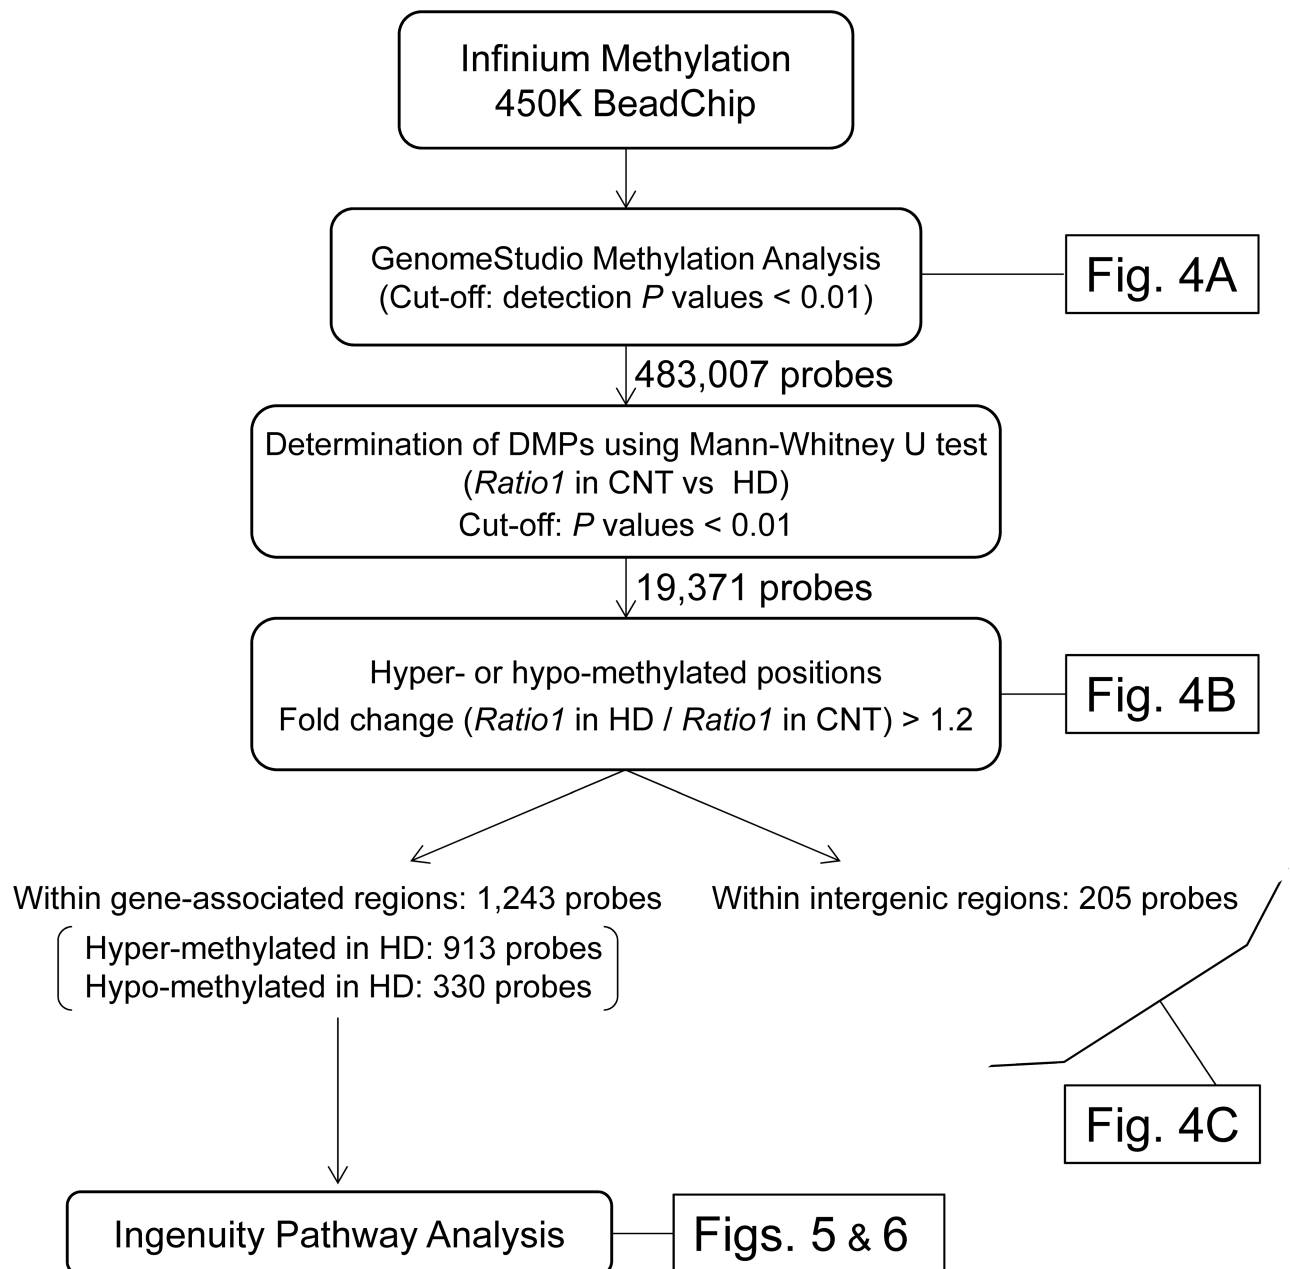 Infinium Methylation
450K BeadChip
GenomeStudio Methylation Analysis
(Cut-off: detection P values < 0.01)
Fig. 4A
483,007 probes
Determination of DMPs using Mann-Whitney U test
(Ratio1 in CNT vs  HD)
Cut-off: P values < 0.01
19,371 probes
Hyper- or hypo-methylated positions
Fold change (Ratio1 in HD / Ratio1 in CNT) > 1.2
Fig. 4B
Within gene-associated regions: 1,243 probes
Within intergenic regions: 205 probes
Hyper-methylated in HD: 913 probes
Hypo-methylated in HD: 330 probes
Fig. 4C
Ingenuity Pathway Analysis
Figs. 5 & 6